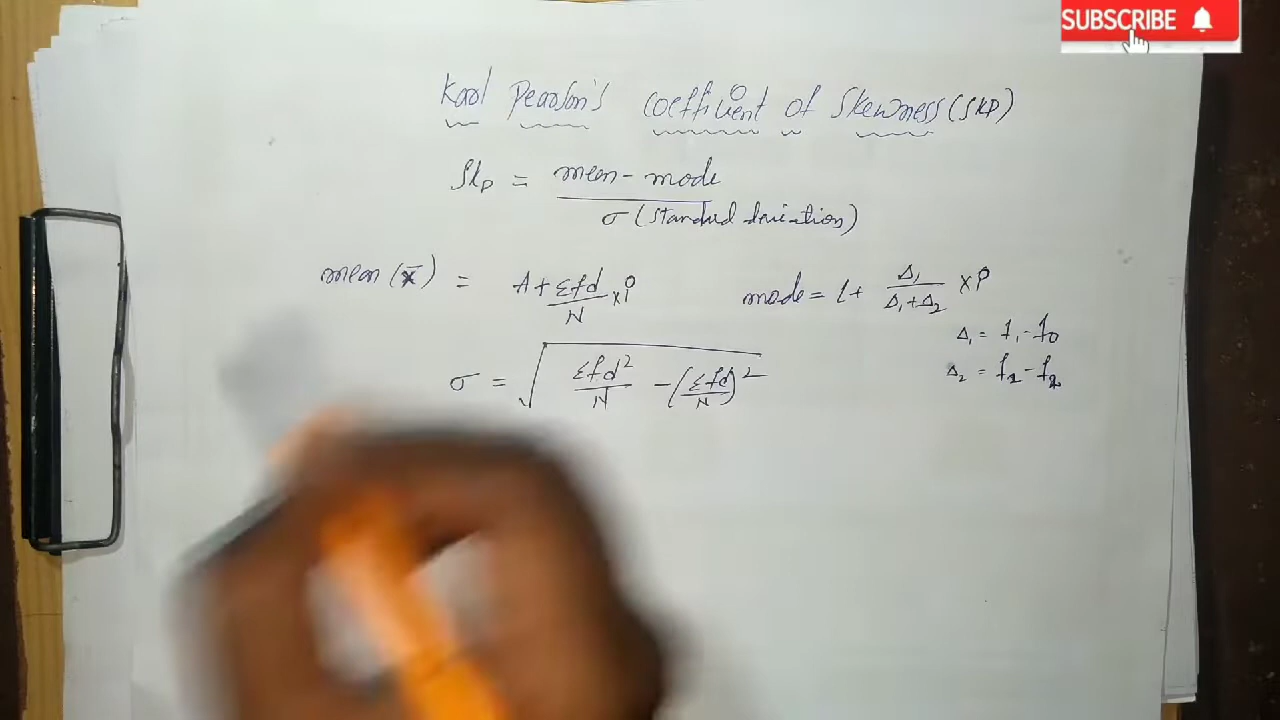 SUBSCRIBE
Karl Pearson's coefficient of Skewness (SKP)
Skp = mean - mode
σ (standard deviation)
mean (x̄) = A + Σfd/N × i mode = l + Δ₁/(Δ₁+Δ₂) × i
Δ₁ = f₁ - f₀
Δ₂ = f₁ - f₂
σ = √(Σfd²/N - (Σfd/N)²)